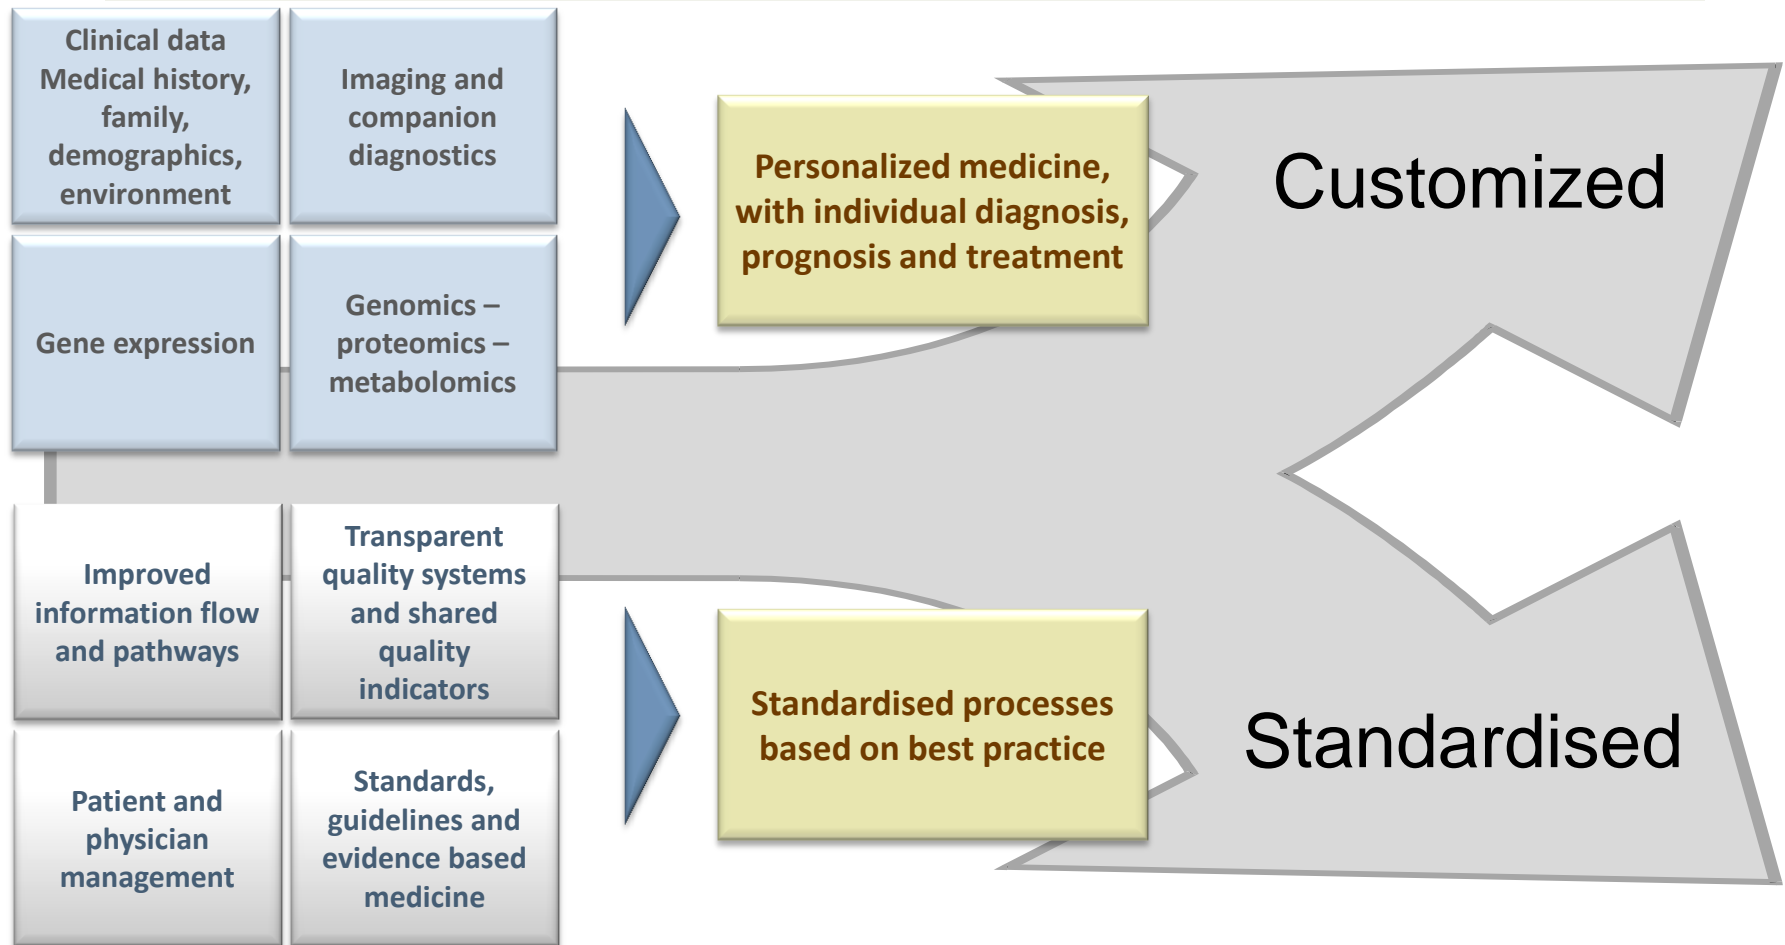 Clinical data
Medical history,
family,
demographics,
environment
Imaging and
companion
diagnostics
Gene expression
Genomics –
proteomics –
metabolomics
Personalized medicine,
with individual diagnosis,
prognosis and treatment
Customized
Improved
information flow
and pathways
Transparent
quality systems
and shared
quality
indicators
Patient and
physician
management
Standards,
guidelines and
evidence based
medicine
Standardised processes
based on best practice
Standardised